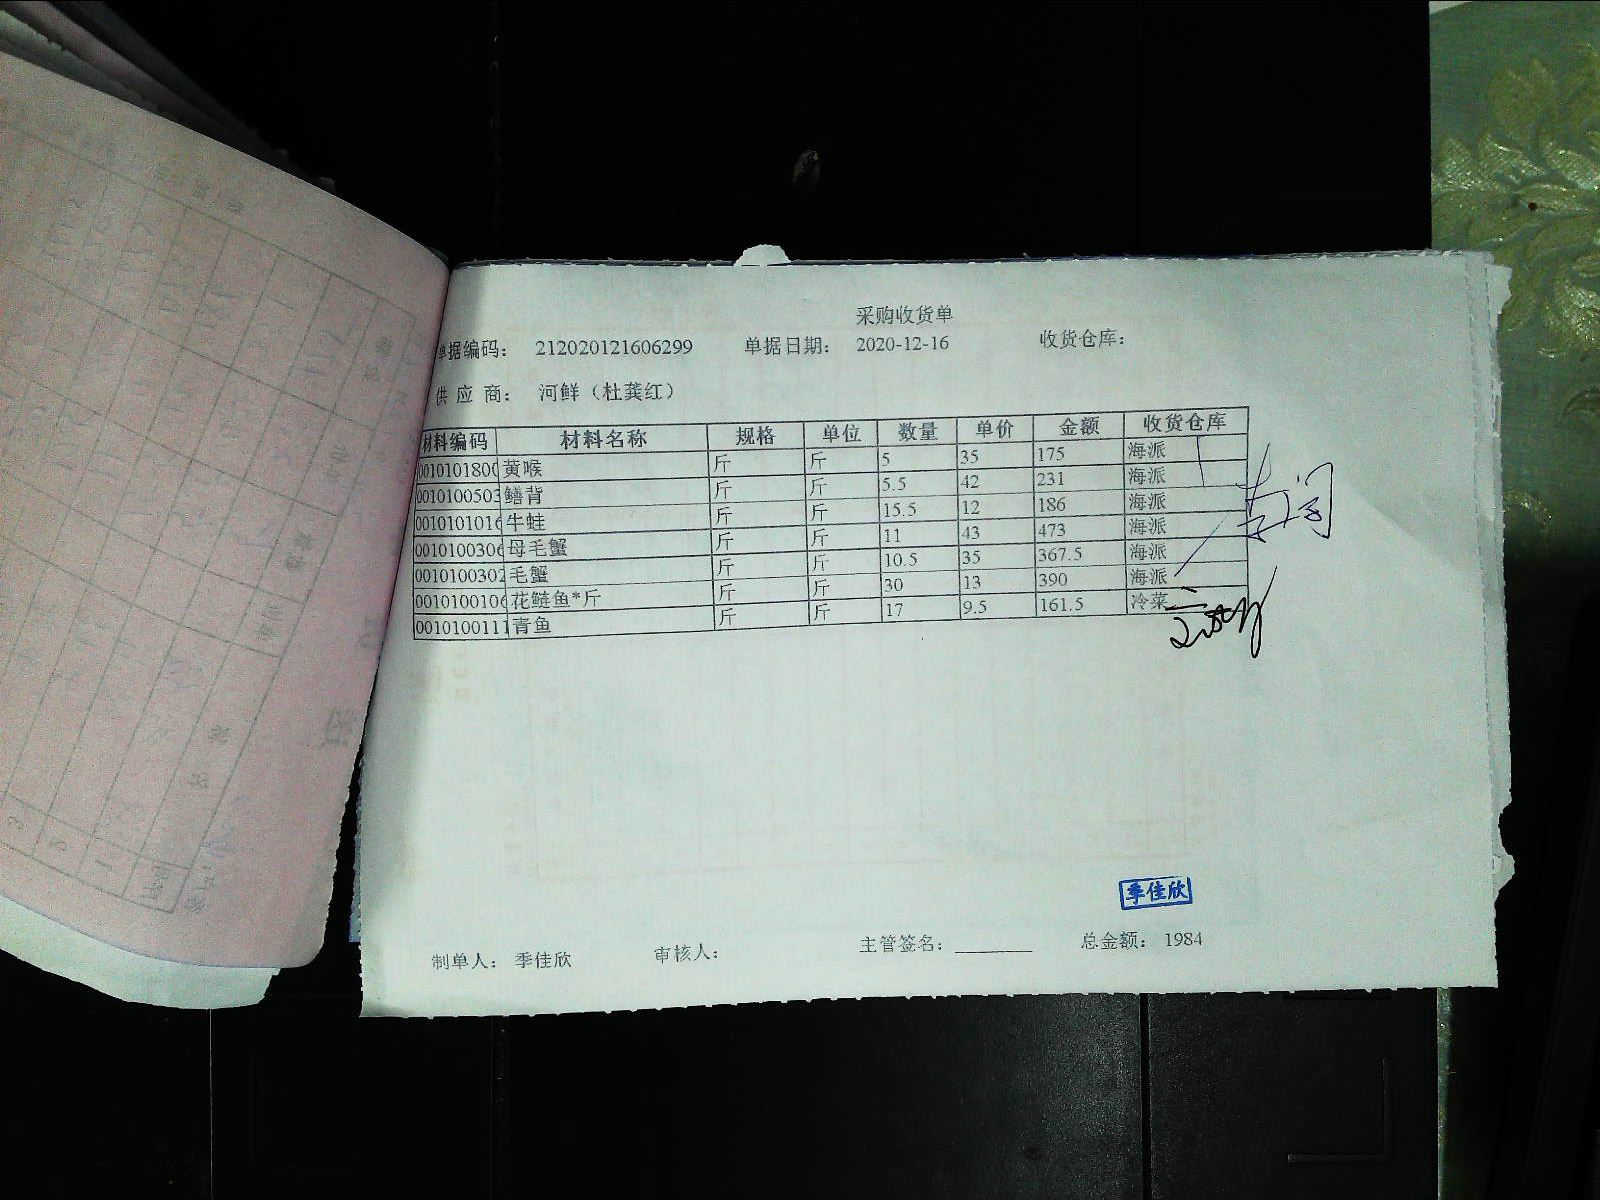 采购收货单
单据编码： 212020121606299 单据日期： 2020-12-16 收货仓库：
供 应 商： 河鲜（杜龚红）
材料编码 材料名称 规格 单位 数量 单价 金额 收货仓库
0010101800 黄喉 斤 斤 5 35 175 海派
0010100503 鳝背 斤 斤 5.5 42 231 海派
0010101016 牛蛙 斤 斤 15.5 12 186 海派
0010100306 母毛蟹 斤 斤 11 43 473 海派
0010100302 毛蟹 斤 斤 10.5 35 367.5 海派
0010100106 花鲢鱼*斤 斤 斤 30 13 390 海派
0010100111 青鱼 斤 斤 17 9.5 161.5 冷菜
季佳欣
制单人： 季佳欣 审核人： 主管签名： 总金额： 1984